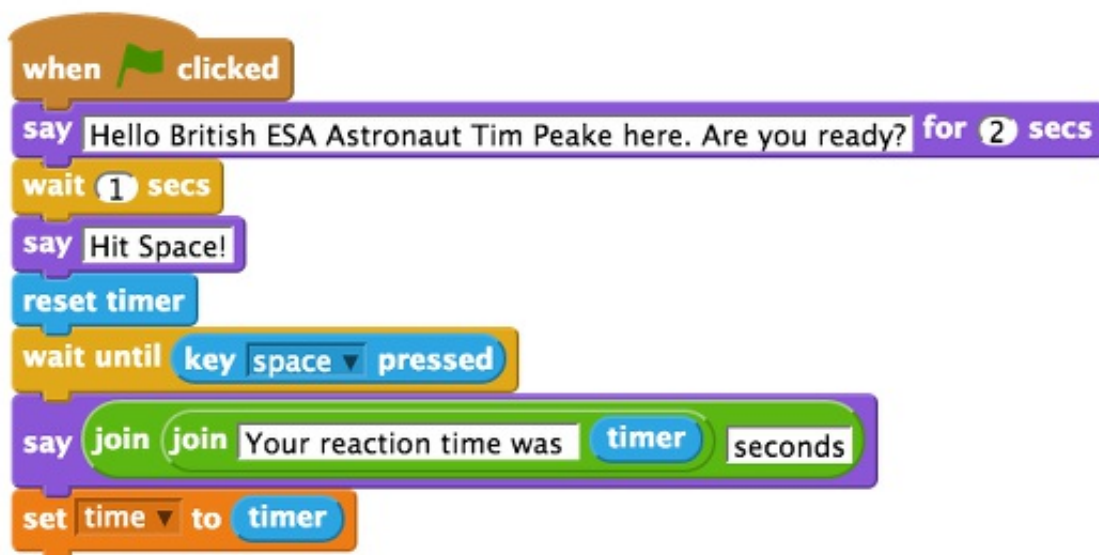 when clicked
say Hello British ESA Astronaut Tim Peake here. Are you ready? for 2 secs
wait 1 secs
say Hit Space!
reset timer
wait until key space pressed
say join join Your reaction time was timer seconds
set time to timer